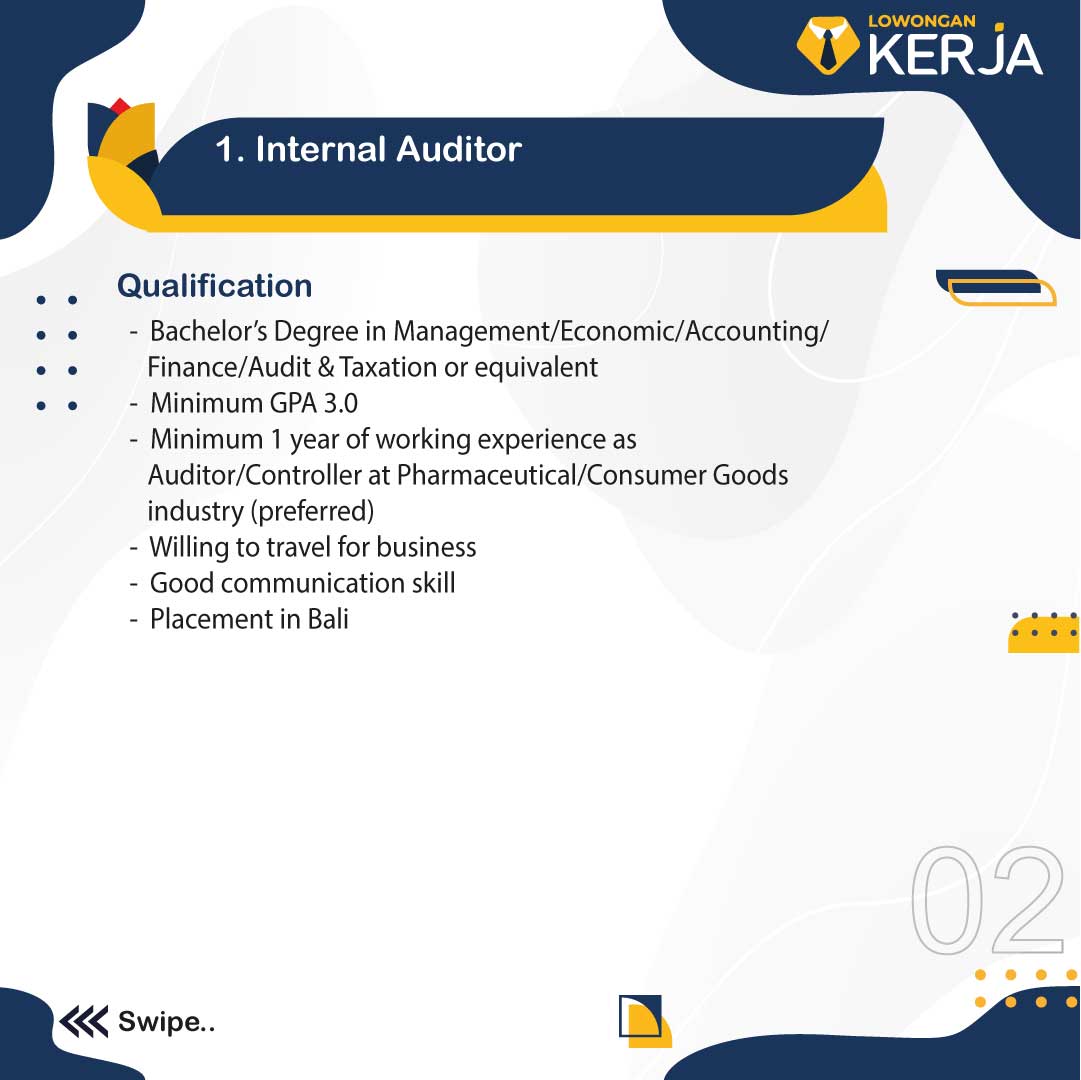 LOWONGAN
KERJA
1. Internal Auditor
Qualification
- Bachelor’s Degree in Management/Economic/Accounting/
Finance/Audit & Taxation or equivalent
- Minimum GPA 3.0
- Minimum 1 year of working experience as
Auditor/Controller at Pharmaceutical/Consumer Goods
industry (preferred)
- Willing to travel for business
- Good communication skill
- Placement in Bali
02
Swipe..